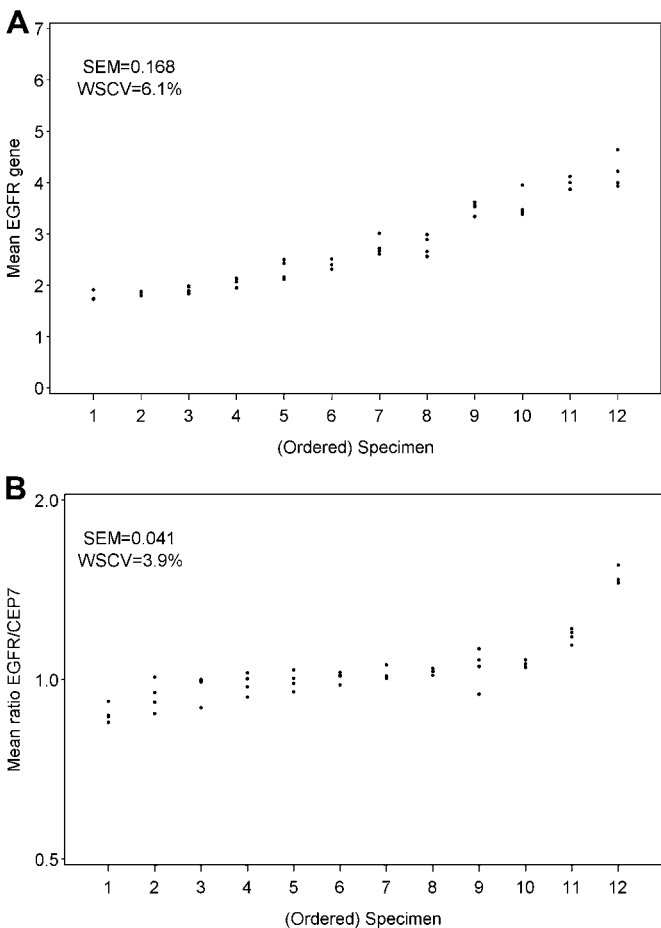 A
7
6
5
4
3
2
1
0
SEM=0.168
WSCV=6.1%
Mean EGFR gene
1 2 3 4 5 6 7 8 9 10 11 12
(Ordered) Specimen
B
2.0
1.0
0.5
SEM=0.041
WSCV=3.9%
Mean ratio EGFR/CEP7
1 2 3 4 5 6 7 8 9 10 11 12
(Ordered) Specimen